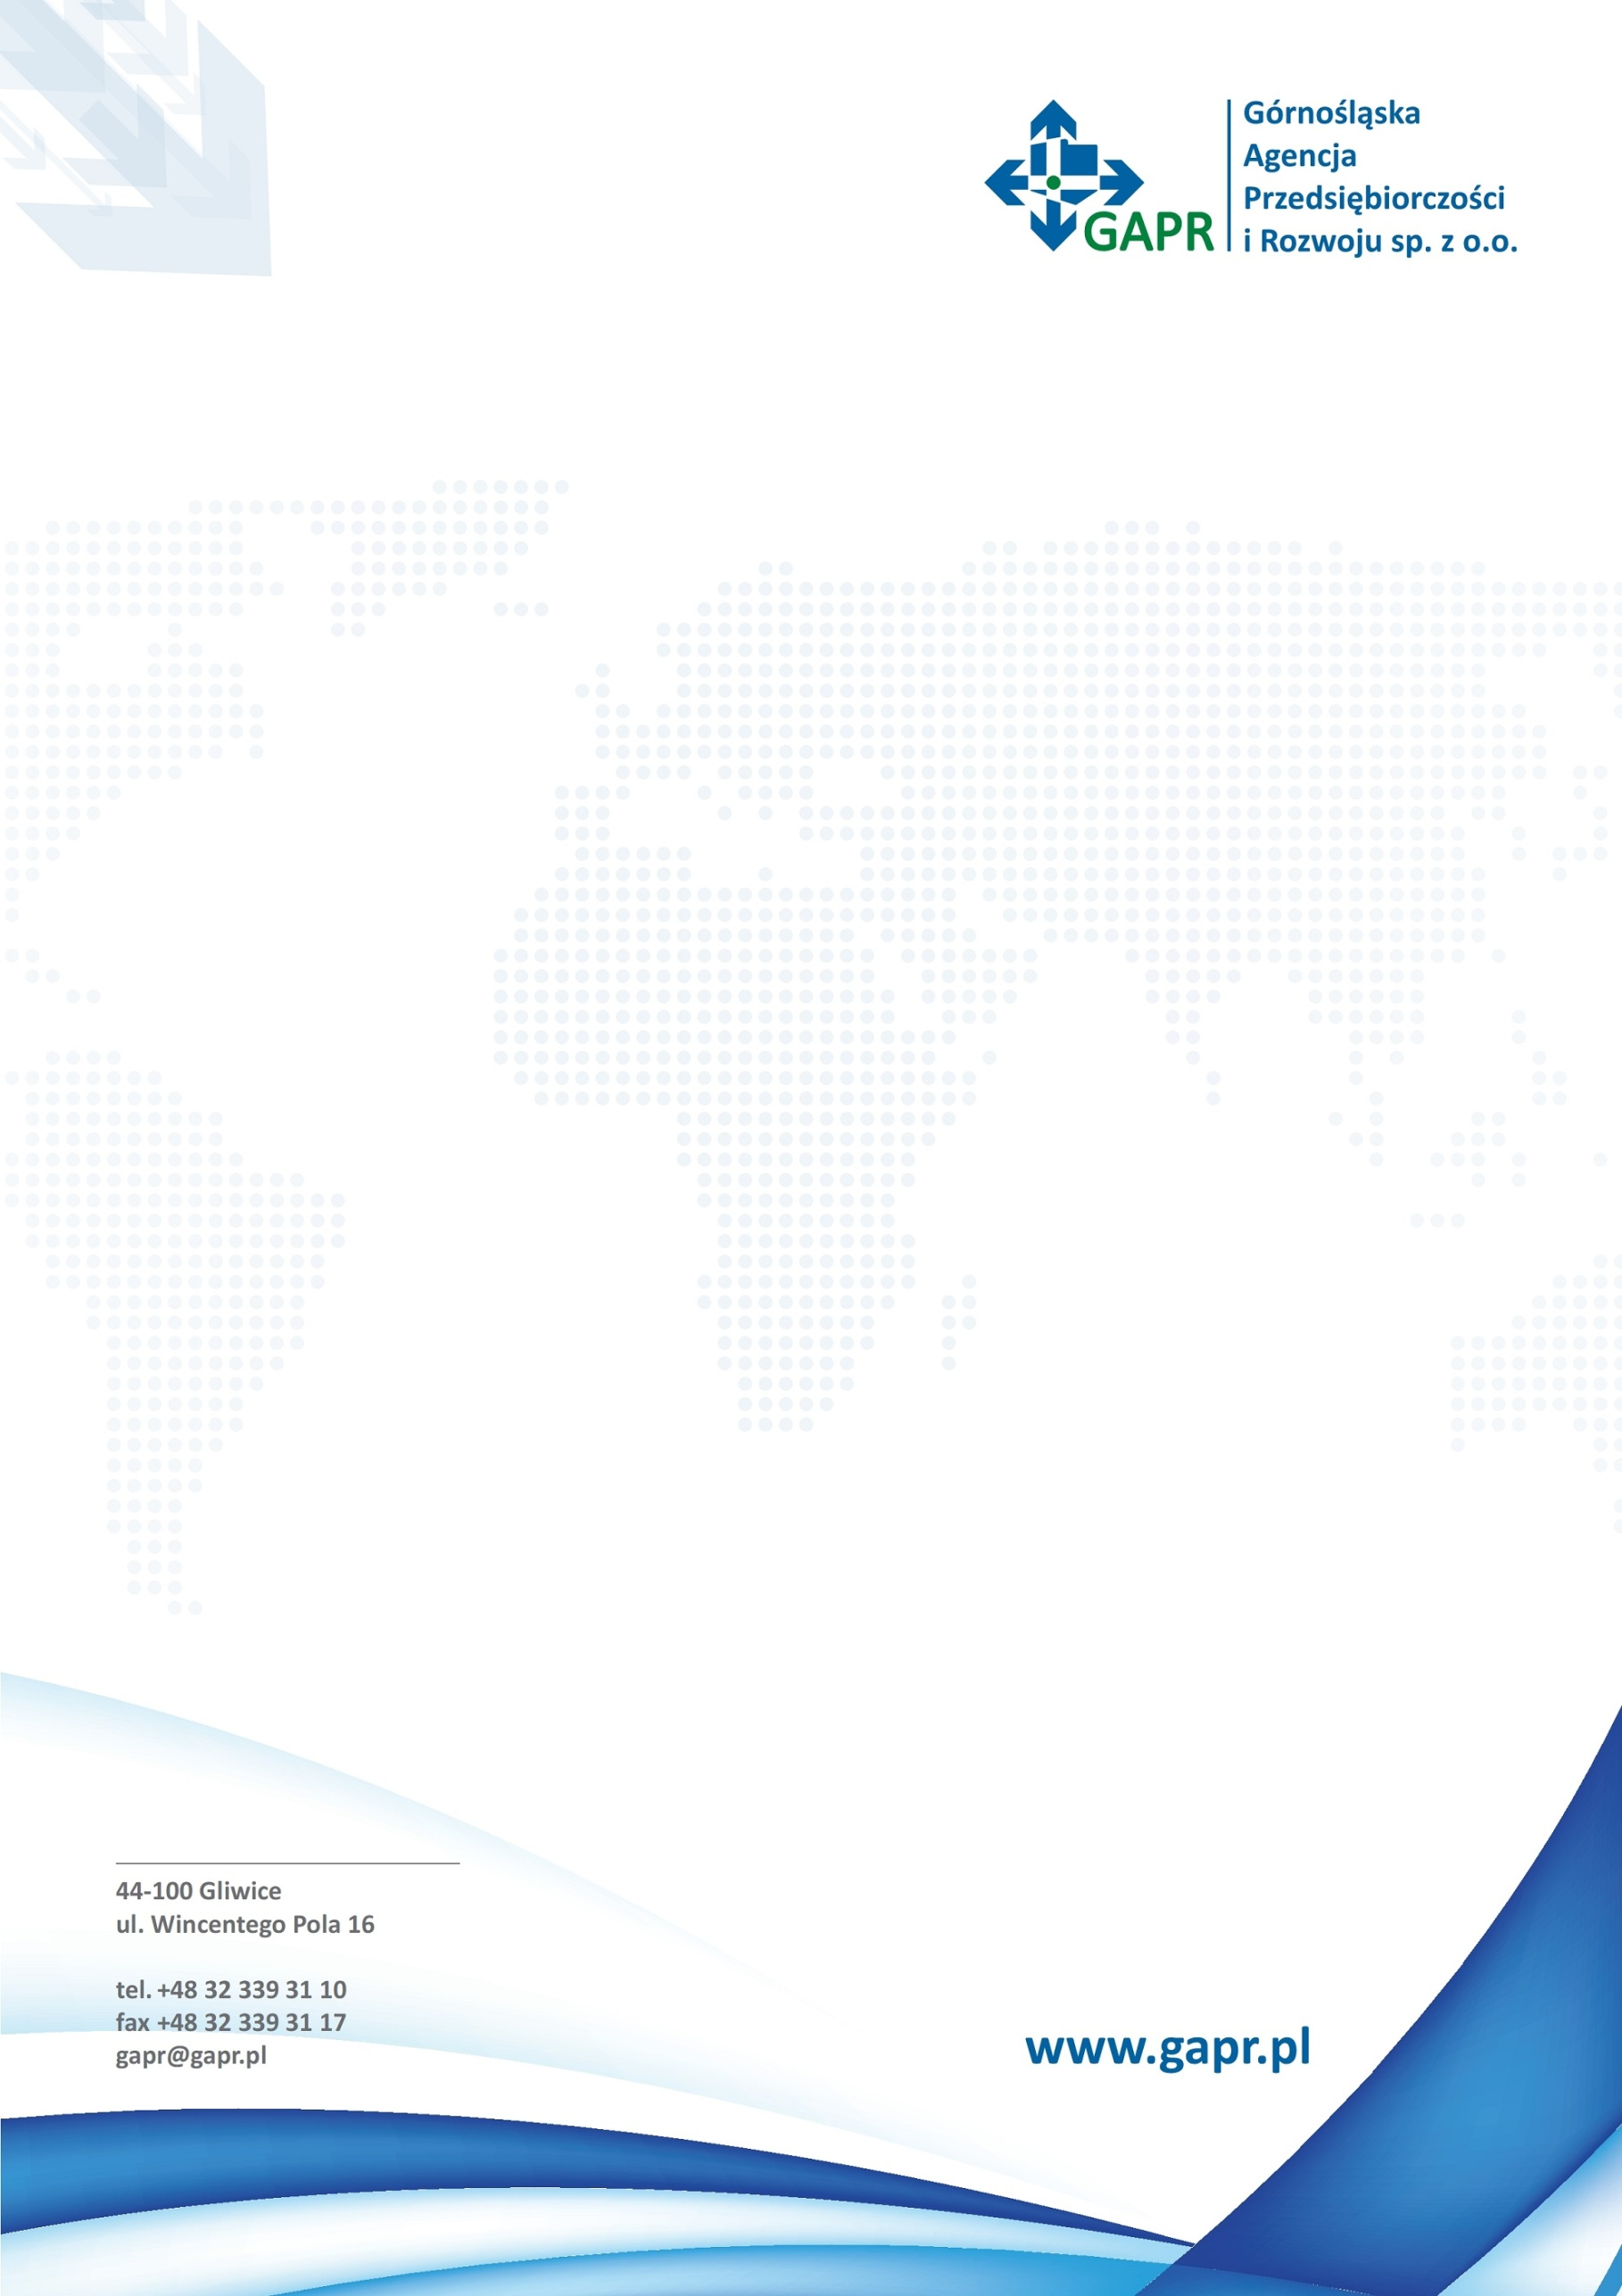 Górnośląska
Agencja
Przedsiębiorczości
i Rozwoju sp. z o.o.
GAPR
44-100 Gliwice
ul. Wincentego Pola 16
tel. +48 32 339 31 10
fax +48 32 339 31 17
gapr@gapr.pl
www.gapr.pl